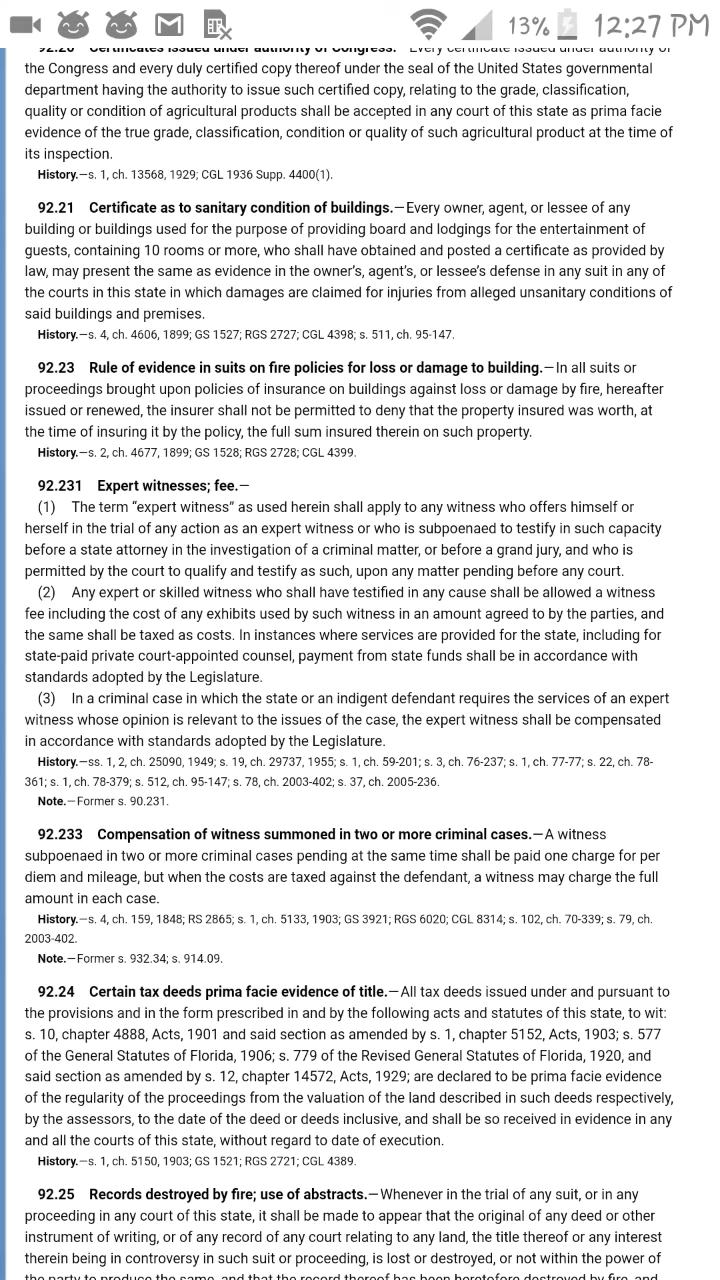 13% 12:27 PM
92.20 Certificates issued under authority of Congress.—Every certificate issued under authority of
the Congress and every duly certified copy thereof under the seal of the United States governmental
department having the authority to issue such certified copy, relating to the grade, classification,
quality or condition of agricultural products shall be accepted in any court of this state as prima facie
evidence of the true grade, classification, condition or quality of such agricultural product at the time of
its inspection.
History.—s. 1, ch. 13568, 1929; CGL 1936 Supp. 4400(1).
92.21 Certificate as to sanitary condition of buildings.—Every owner, agent, or lessee of any
building or buildings used for the purpose of providing board and lodgings for the entertainment of
guests, containing 10 rooms or more, who shall have obtained and posted a certificate as provided by
law, may present the same as evidence in the owner's, agent's, or lessee's defense in any suit in any of
the courts in this state in which damages are claimed for injuries from alleged unsanitary conditions of
said buildings and premises.
History.—s. 4, ch. 4606, 1899; GS 1527; RGS 2727; CGL 4398; s. 511, ch. 95-147.
92.23 Rule of evidence in suits on fire policies for loss or damage to building.—In all suits or
proceedings brought upon policies of insurance on buildings against loss or damage by fire, hereafter
issued or renewed, the insurer shall not be permitted to deny that the property insured was worth, at
the time of insuring it by the policy, the full sum insured therein on such property.
History.—s. 2, ch. 4677, 1899; GS 1528; RGS 2728; CGL 4399.
92.231 Expert witnesses; fee.—
(1) The term “expert witness” as used herein shall apply to any witness who offers himself or
herself in the trial of any action as an expert witness or who is subpoenaed to testify in such capacity
before a state attorney in the investigation of a criminal matter, or before a grand jury, and who is
permitted by the court to qualify and testify as such, upon any matter pending before any court.
(2) Any expert or skilled witness who shall have testified in any cause shall be allowed a witness
fee including the cost of any exhibits used by such witness in an amount agreed to by the parties, and
the same shall be taxed as costs. In instances where services are provided for the state, including for
state-paid private court-appointed counsel, payment from state funds shall be in accordance with
standards adopted by the Legislature.
(3) In a criminal case in which the state or an indigent defendant requires the services of an expert
witness whose opinion is relevant to the issues of the case, the expert witness shall be compensated
in accordance with standards adopted by the Legislature.
History.—ss. 1, 2, ch. 25090, 1949; s. 19, ch. 29737, 1955; s. 1, ch. 59-201; s. 3, ch. 76-237; s. 1, ch. 77-77; s. 22, ch. 78-
361; s. 1, ch. 78-379; s. 512, ch. 95-147; s. 78, ch. 2003-402; s. 37, ch. 2005-236.
Note.—Former s. 90.231.
92.233 Compensation of witness summoned in two or more criminal cases.—A witness
subpoenaed in two or more criminal cases pending at the same time shall be paid one charge for per
diem and mileage, but when the costs are taxed against the defendant, a witness may charge the full
amount in each case.
History.—s. 4, ch. 159, 1848; RS 2865; s. 1, ch. 5133, 1903; GS 3921; RGS 6020; CGL 8314; s. 102, ch. 70-339; s. 79, ch.
2003-402.
Note.—Former s. 932.34; s. 914.09.
92.24 Certain tax deeds prima facie evidence of title.—All tax deeds issued under and pursuant to
the provisions and in the form prescribed in and by the following acts and statutes of this state, to wit:
s. 10, chapter 4888, Acts, 1901 and said section as amended by s. 1, chapter 5152, Acts, 1903; s. 577
of the General Statutes of Florida, 1906; s. 779 of the Revised General Statutes of Florida, 1920, and
said section as amended by s. 12, chapter 14572, Acts, 1929; are declared to be prima facie evidence
of the regularity of the proceedings from the valuation of the land described in such deeds respectively,
by the assessors, to the date of the deed or deeds inclusive, and shall be so received in evidence in any
and all the courts of this state, without regard to date of execution.
History.—s. 1, ch. 5150, 1903; GS 1521; RGS 2721; CGL 4389.
92.25 Records destroyed by fire; use of abstracts.—Whenever in the trial of any suit, or in any
proceeding in any court of this state, it shall be made to appear that the original of any deed or other
instrument of writing, or of any record of any court relating to any land, the title thereof or any interest
therein being in controversy in such suit or proceeding, is lost or destroyed, or not within the power of
the party to produce the same, and that the record thereof has been heretofore destroyed by fire, and